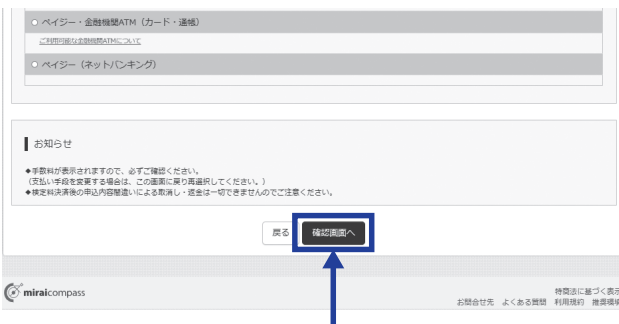 ペイジー・金融機関ATM（カード・通帳）
ご利用可能な金融機関ATMについて
ペイジー（ネットバンキング）
お知らせ
◆手数料が表示されますので、必ずご確認ください。
（支払い手段を変更する場合は、この画面に戻り再選択してください。）
◆検定料決済後の申込内容間違いによる取消し・返金は一切できませんのでご注意ください。
戻る
確認画面へ
miraicompass
特商法に基づく表示
お問合せ先 よくある質問 利用規約 推奨環境